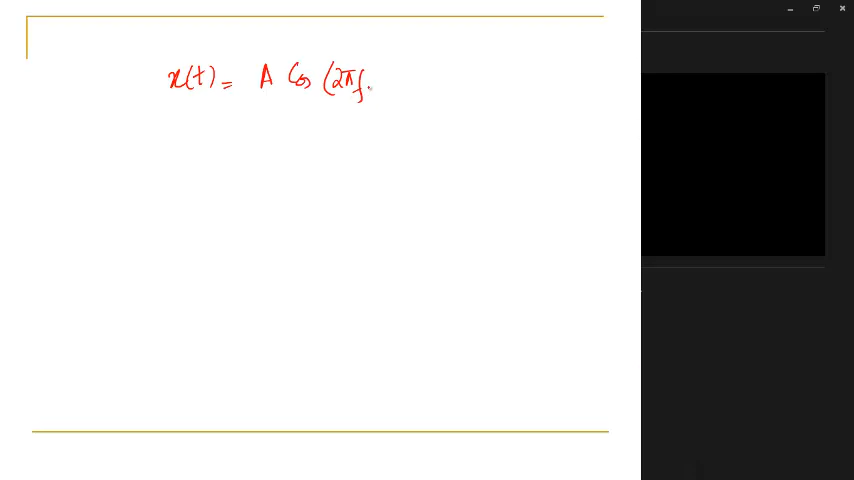 x(t) = A Cos (2πf